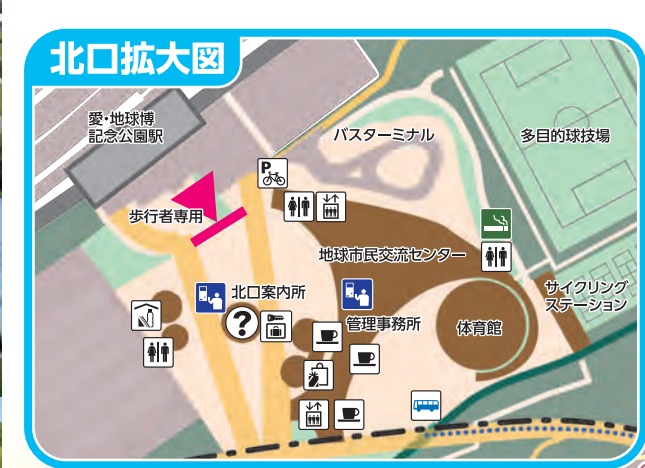 北口拡大図
愛・地球博
記念公園駅
バスターミナル
多目的球技場
P
歩行者専用
地球市民交流センター
北口案内所
サイクリング
ステーション
?
管理事務所
体育館